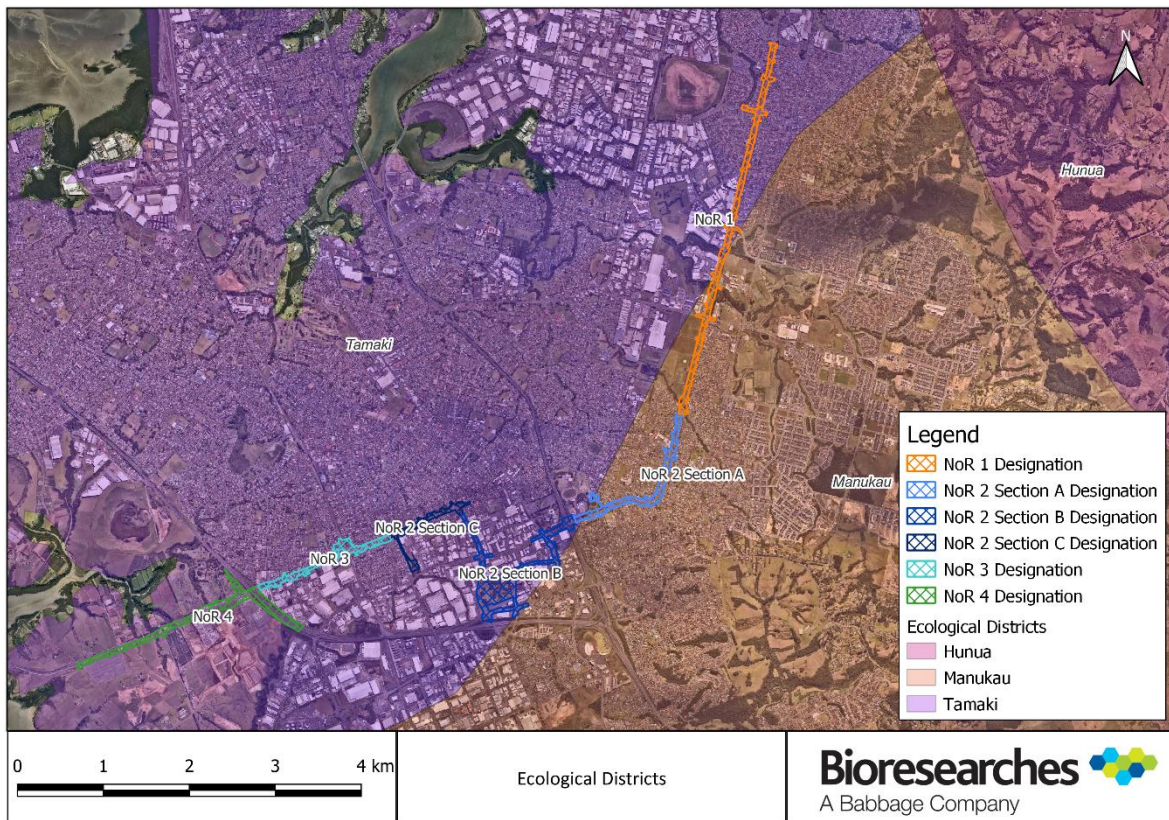 N
Hunua
NoR 1
Tamaki
Legend
NoR 1 Designation
NoR 2 Section A Designation
NoR 2 Section B Designation
NoR 2 Section C Designation
NoR 3 Designation
NoR 4 Designation
Ecological Districts
Hunua
Manukau
Tamaki
NoR 2 Section A
Manukau
NoR 2 Section C
NoR 3
NoR 2 Section B
NoR 4
0 1 2 3 4 km
Ecological Districts
Bioresearches
A Babbage Company